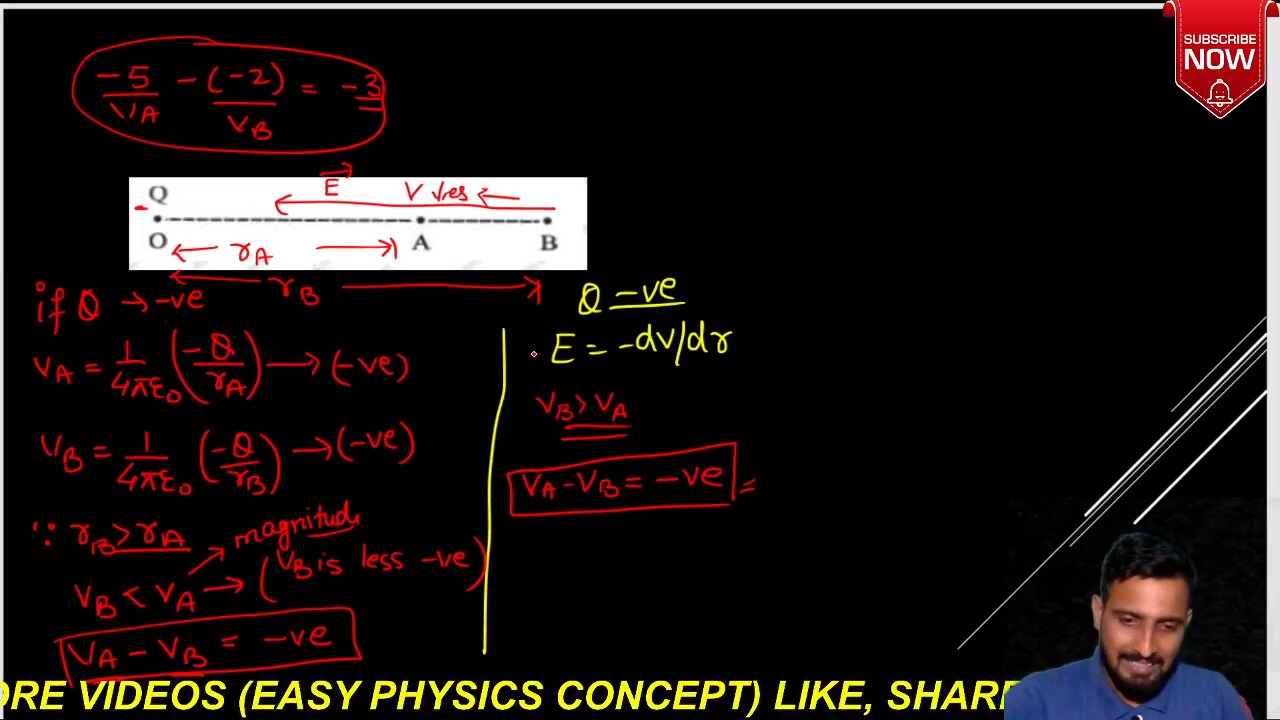 SUBSCRIBE
NOW
-5 - (-2) = -3
VA VB
E→
Q V ↓ses ←
-
O ← rA → A B
← rB →
if Q → -ve
VA = 1/4πε0 (-Q/rA) → (-ve)
VB = 1/4πε0 (-Q/rB) → (-ve)
∵ rB > rA
magnitude
VB < VA → (VB is less -ve)
VA - VB = -ve
Q -ve
E = -dV/dr
VB > VA
VA - VB = -ve =
ORE VIDEOS (EASY PHYSICS CONCEPT) LIKE, SHARE